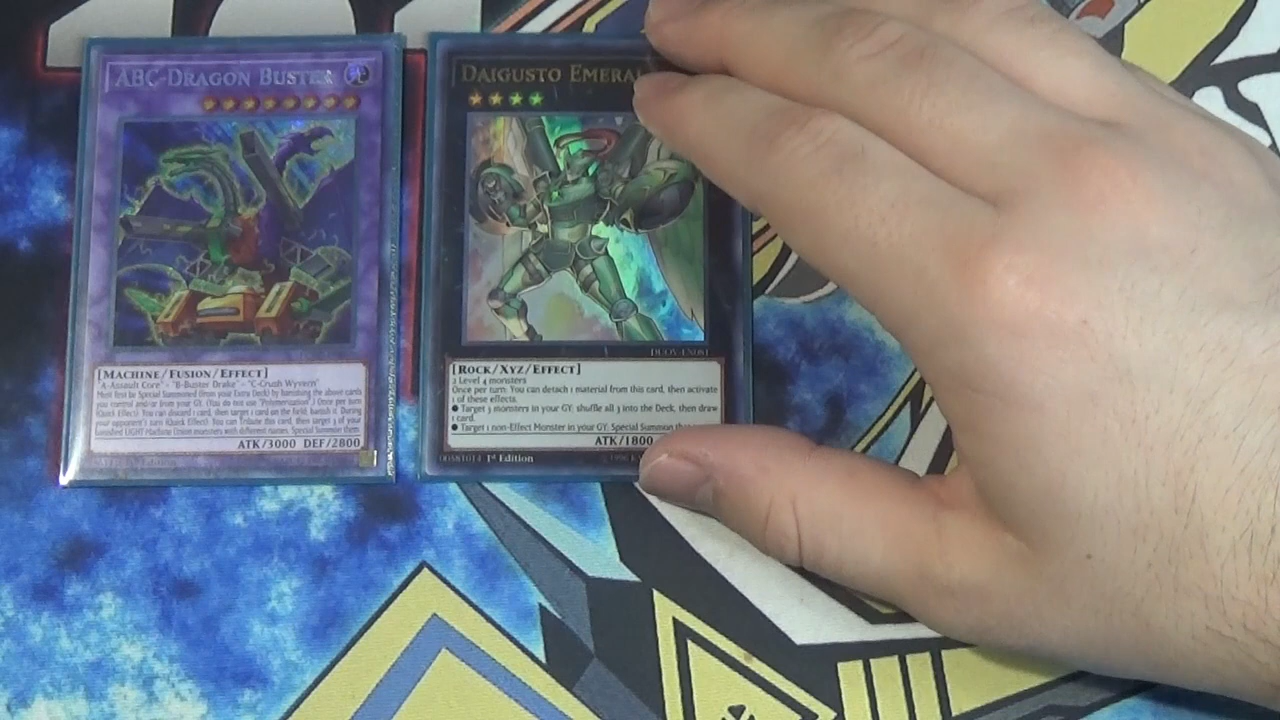 101
ABC-DRAGON BUSTER
[MACHINE/FUSION/EFFECT]
"A-Assault Core" + "B-Buster Drake" + "C-Crush Wyvern"
Must first be Special Summoned (from your Extra Deck) by banishing the above cards
you control and/or from your GY. (You do not use "Polymerization".) Once per turn
(Quick Effect): You can discard 1 card, then target 1 card on the field; banish it. During
your opponent's turn (Quick Effect): You can Tribute this card, then target 3 of your
banished LIGHT Machine Union monsters with different names; Special Summon them.
ATK/3000 DEF/2800
DAIGUSTO EMERAL
DUOV-EN061
[ROCK/XYZ/EFFECT]
2 Level 4 monsters
Once per turn: You can detach 1 material from this card, then activate
1 of these effects.
● Target 3 monsters in your GY; shuffle all 3 into the Deck, then draw
1 card.
● Target 1 non-Effect Monster in your GY; Special Summon
ATK/1800
00581014 1st Edition